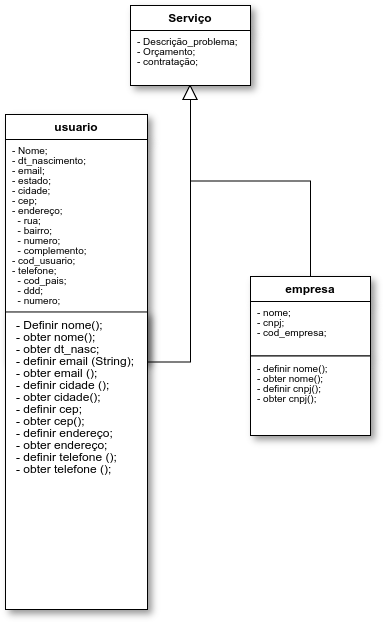 Serviço
- Descrição_problema;
- Orçamento;
- contratação;
usuario
- Nome;
- dt_nascimento;
- email;
- estado;
- cidade;
- cep;
- endereço;
- rua;
- bairro;
- numero;
- complemento;
- cod_usuario;
- telefone;
- cod_pais;
- ddd;
- numero;
- Definir nome();
- obter nome();
- obter dt_nasc;
- definir email (String);
- obter email ();
- definir cidade ();
- obter cidade();
- definir cep;
- obter cep();
- definir endereço;
- obter endereço;
- definir telefone ();
- obter telefone ();
empresa
- nome;
- cnpj;
- cod_empresa;
- definir nome();
- obter nome();
- definir cnpj();
- obter cnpj();